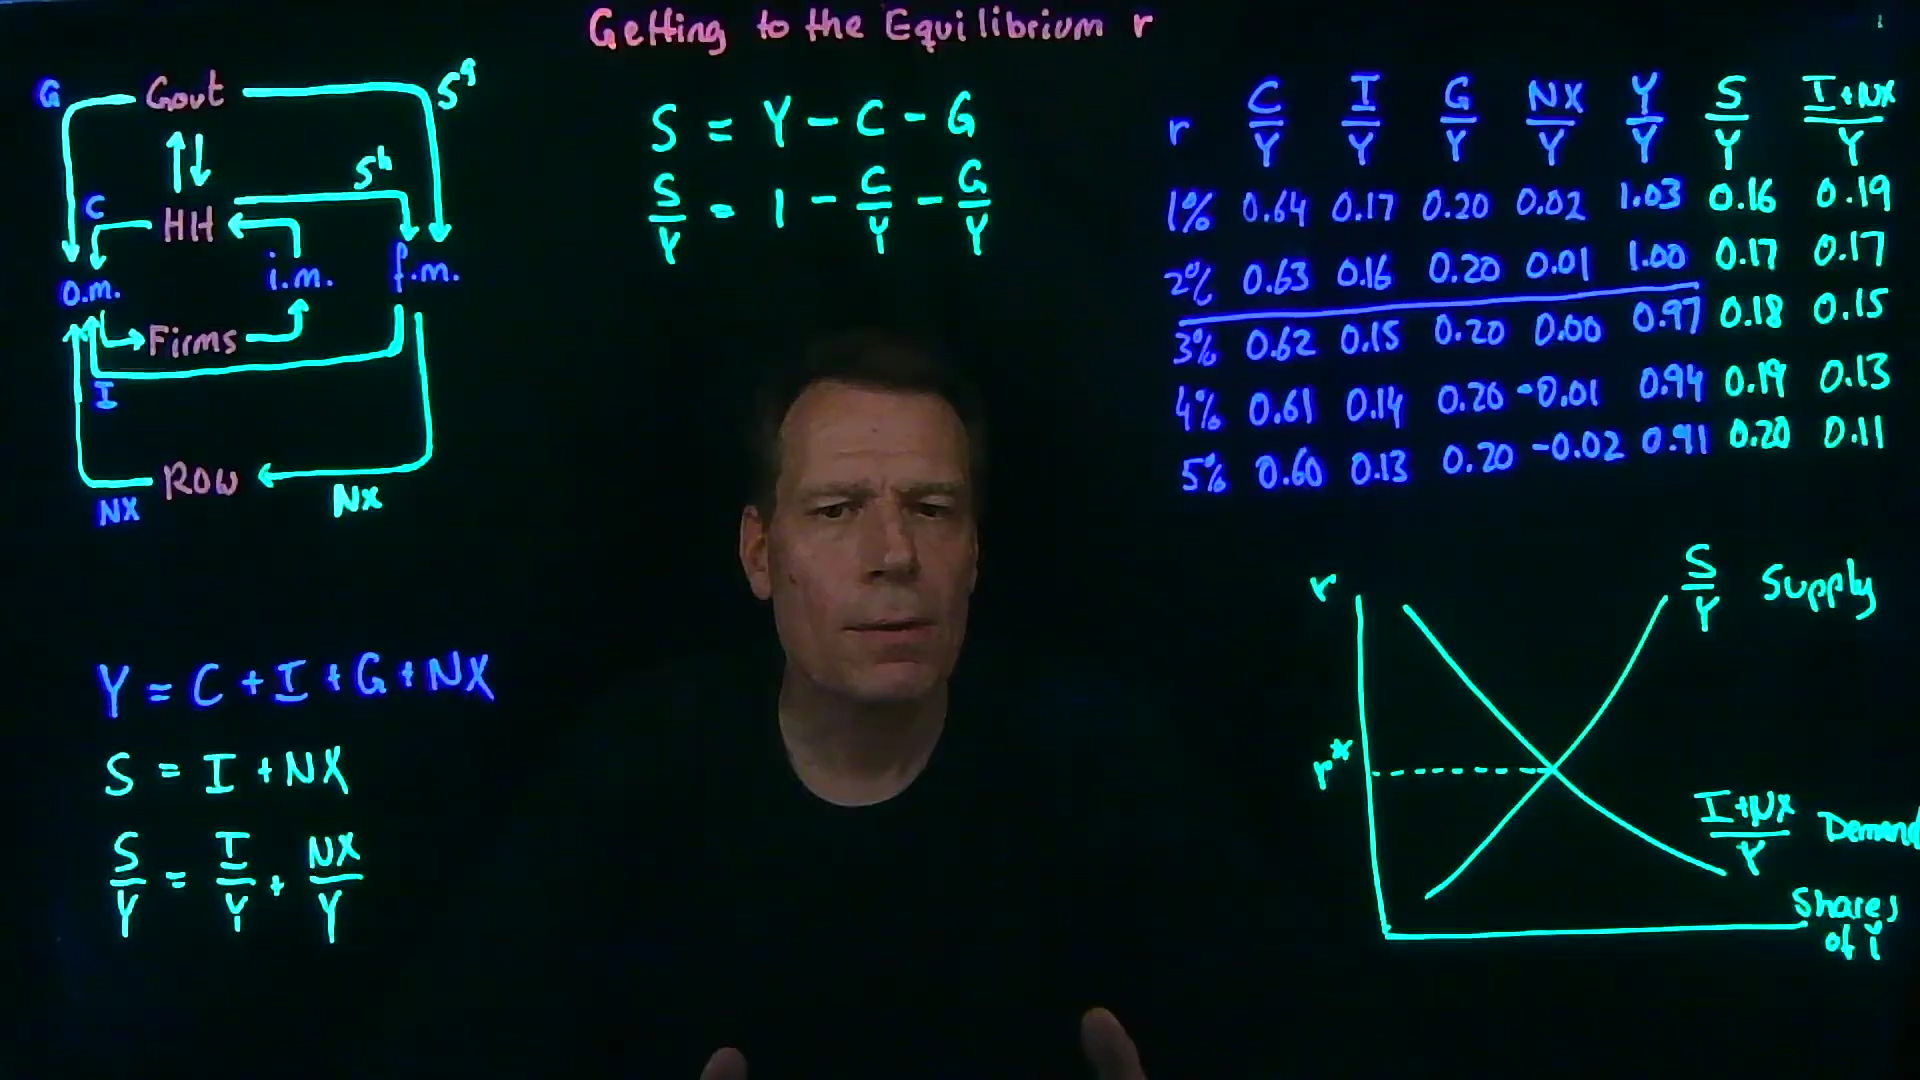 Getting to the Equilibrium r
G Govt S^g
S^h
C HH
o.m. i.m. f.m.
Firms
I
ROW
NX NX
Y = C + I + G + NX
S = I + NX
S/Y = I/Y + NX/Y
S = Y - C - G
S/Y = 1 - C/Y - G/Y
r C/Y I/Y G/Y NX/Y Y/Y S/Y I+NX/Y
1% 0.64 0.17 0.20 0.02 1.03 0.16 0.19
2% 0.63 0.16 0.20 0.01 1.00 0.17 0.17
3% 0.62 0.15 0.20 0.00 0.97 0.18 0.15
4% 0.61 0.14 0.20 -0.01 0.94 0.19 0.13
5% 0.60 0.13 0.20 -0.02 0.91 0.20 0.11
r S/Y Supply
r*
I+NX/Y Demand
Shares
of Y